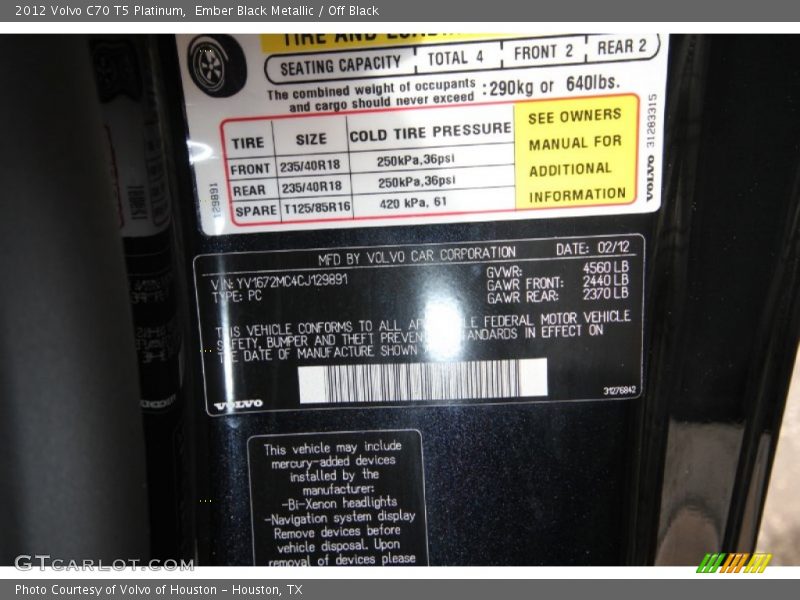 2012 Volvo C70 T5 Platinum, Ember Black Metallic / Off Black
TIRE AND
SEATING CAPACITY TOTAL 4 FRONT 2 REAR 2
The combined weight of occupants
and cargo should never exceed : 290kg or 640lbs.
TIRE SIZE COLD TIRE PRESSURE
FRONT 235/40R18 250kPa,36psi
REAR 235/40R18 250kPa,36psi
SPARE T125/85R16 420 kPa, 61
SEE OWNERS
MANUAL FOR
ADDITIONAL
INFORMATION
129891
VOLVO 31283315
MFD BY VOLVO CAR CORPORATION DATE: 02/12
VIN: YV1672MC4CJ129891
TYPE: PC
GVWR: 4560 LB
GAWR FRONT: 2440 LB
GAWR REAR: 2370 LB
THIS VEHICLE CONFORMS TO ALL FEDERAL MOTOR VEHICLE
SAFETY, BUMPER AND THEFT STANDARDS IN EFFECT ON
THE DATE OF MANUFACTURE SHOWN
VOLVO
31276842
This vehicle may include
mercury-added devices
installed by the
manufacturer:
-Bi-Xenon headlights
-Navigation system display
Remove devices before
vehicle disposal. Upon
removal of devices please
GTCarLot.com
Photo Courtesy of Volvo of Houston - Houston, TX